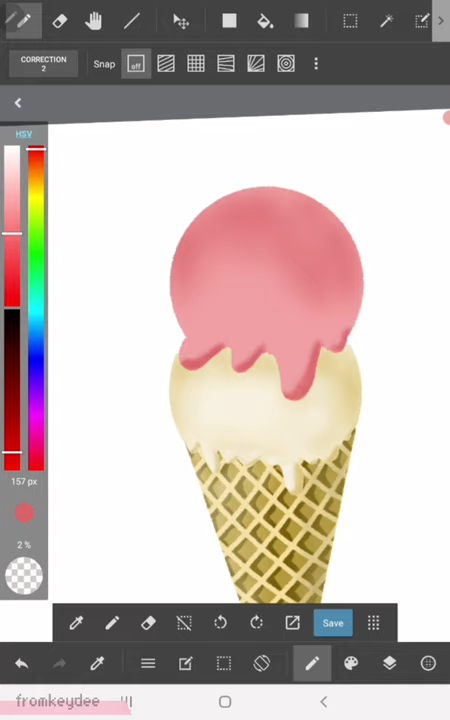 CORRECTION
2
Snap
off
HSV
157 px
2 %
Save
fromkeydee